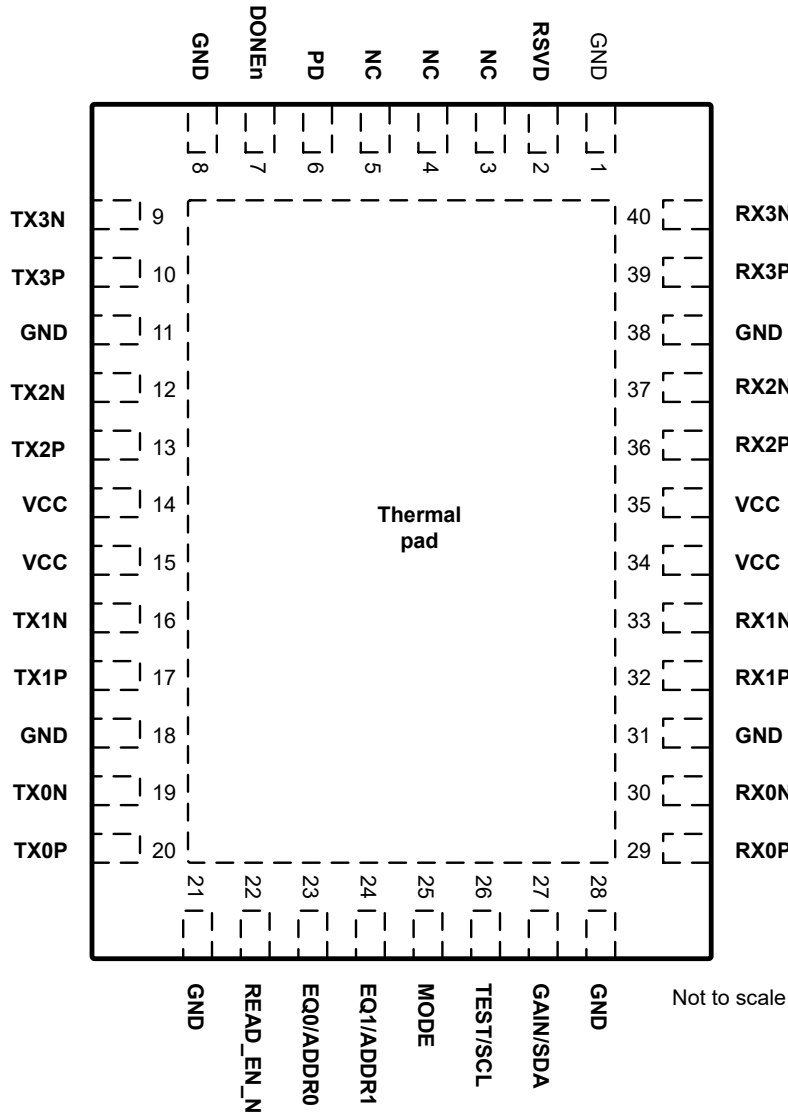 GND DONEn PD NC NC NC RSVD GND
8 7 6 5 4 3 2 1
TX3N 9 40 RX3N
TX3P 10 39 RX3P
GND 11 38 GND
TX2N 12 37 RX2N
TX2P 13 36 RX2P
VCC 14 35 VCC
Thermal
pad
VCC 15 34 VCC
TX1N 16 33 RX1N
TX1P 17 32 RX1P
GND 18 31 GND
TX0N 19 30 RX0N
TX0P 20 29 RX0P
21 22 23 24 25 26 27 28
GND READ_EN_N EQ0/ADDR0 EQ1/ADDR1 MODE TEST/SCL GAIN/SDA GND
Not to scale